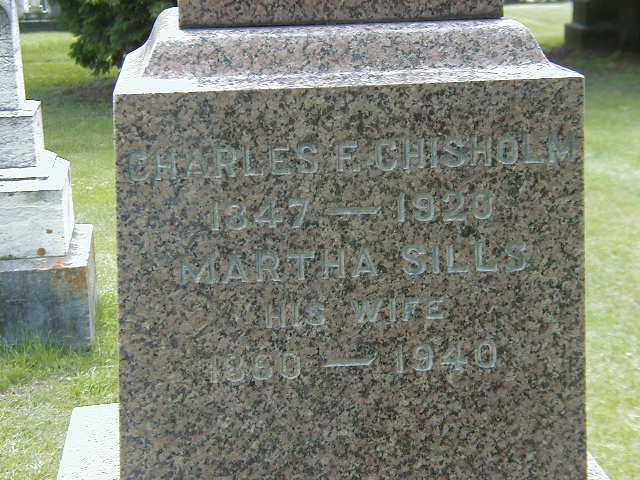 CHARLES F. CHISHOLM
1847 — 1920
MARTHA SILLS
HIS WIFE
1860 — 1940